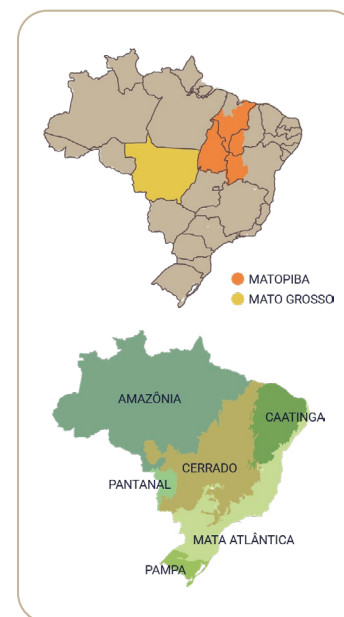 MATOPIBA
MATO GROSSO
AMAZÔNIA
CAATINGA
CERRADO
PANTANAL
MATA ATLÂNTICA
PAMPA